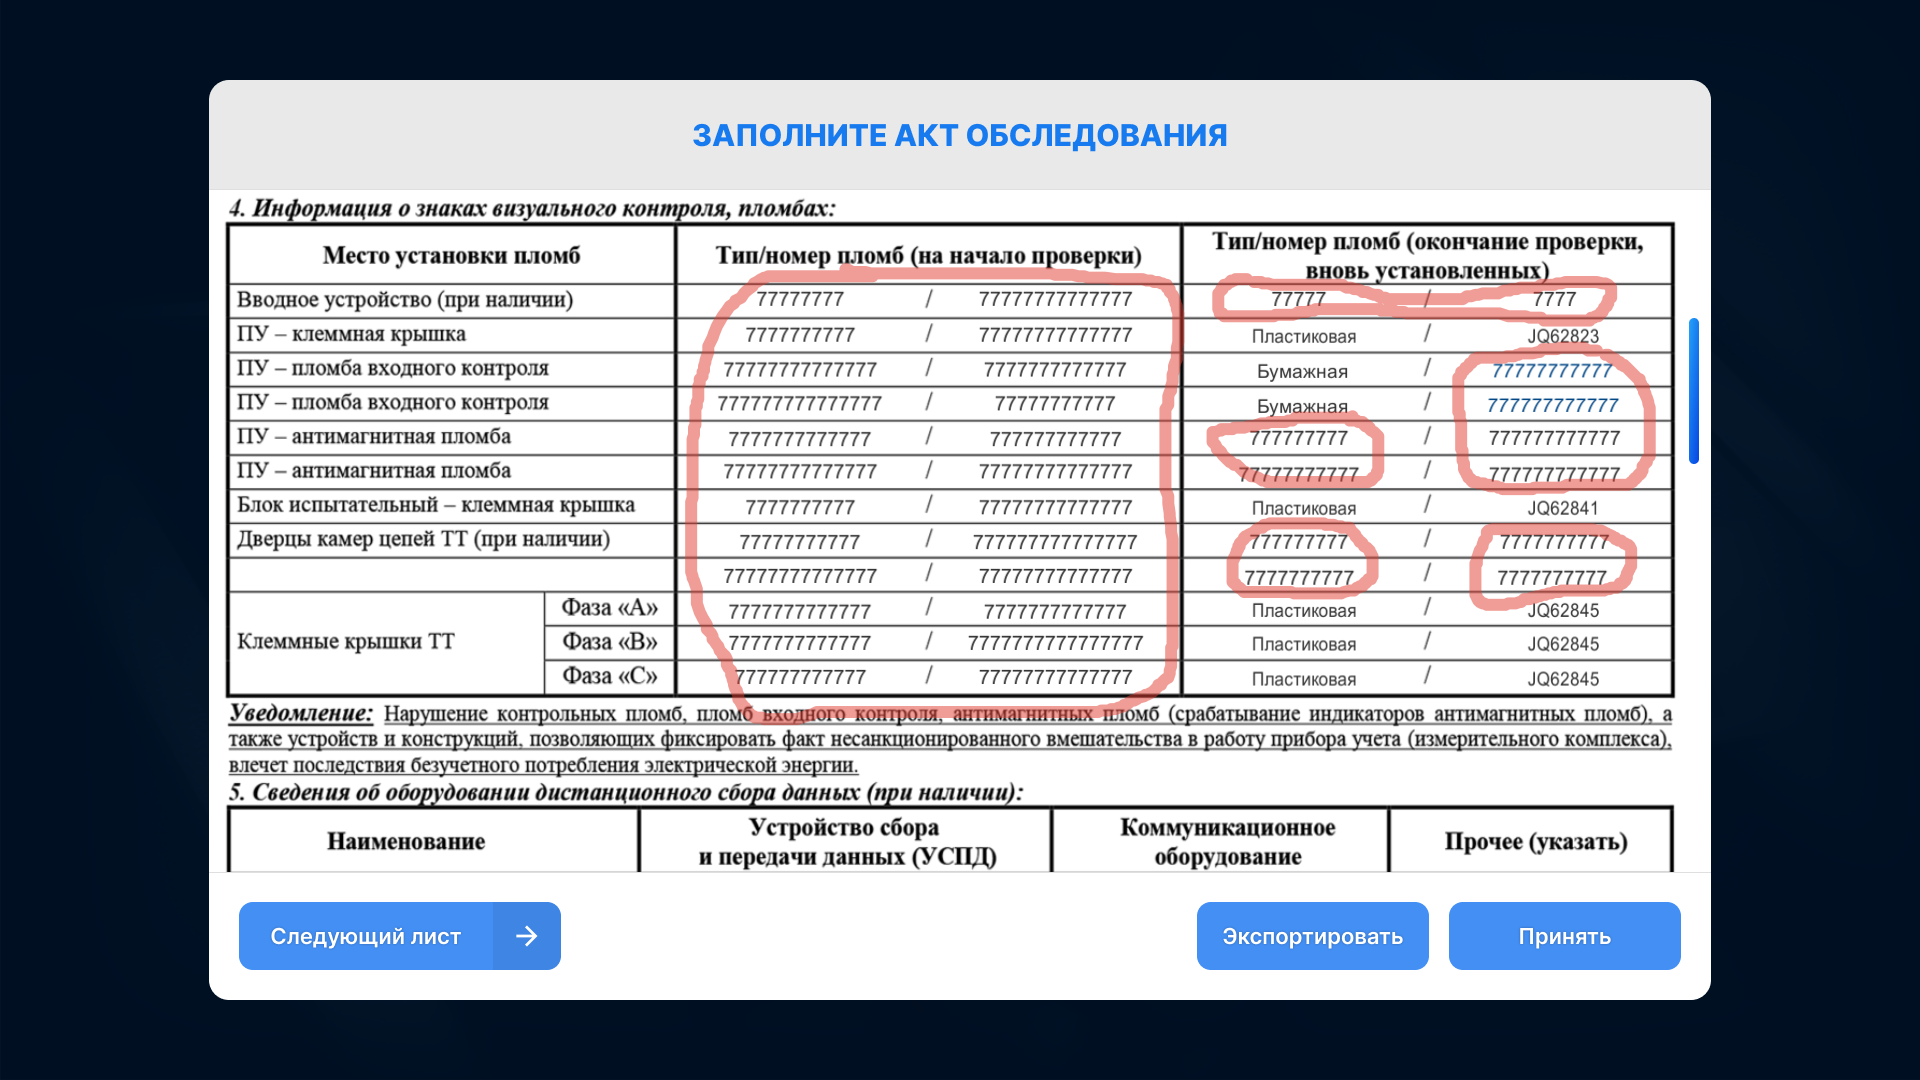 ЗАПОЛНИТЕ АКТ ОБСЛЕДОВАНИЯ
4. Информация о знаках визуального контроля, пломбах:
Место установки пломб Тип/номер пломб (на начало проверки) Тип/номер пломб (окончание проверки, вновь установленных)
Вводное устройство (при наличии) 77777777 / 77777777777777 77777 / 7777
ПУ – клеммная крышка 7777777777 / 77777777777777 Пластиковая / JQ62823
ПУ – пломба входного контроля 77777777777777 / 7777777777777 Бумажная / 77777777777
ПУ – пломба входного контроля 777777777777777 / 77777777777 Бумажная / 777777777777
ПУ – антимагнитная пломба 7777777777777 / 777777777777 777777777 / 777777777777
ПУ – антимагнитная пломба 77777777777777 / 77777777777777 77777777777 / 777777777777
Блок испытательный – клеммная крышка 7777777777 / 77777777777777 Пластиковая / JQ62841
Дверцы камер цепей ТТ (при наличии) 77777777777 / 777777777777777 777777777 / 7777777777
77777777777777 / 77777777777777 7777777777 / 7777777777
Клеммные крышки ТТ
Фаза «А» 7777777777777 / 7777777777777 Пластиковая / JQ62845
Фаза «В» 7777777777777 / 7777777777777777 Пластиковая / JQ62845
Фаза «С» 777777777777 / 77777777777777 Пластиковая / JQ62845
Уведомление: Нарушение контрольных пломб, пломб входного контроля, антимагнитных пломб (срабатывание индикаторов антимагнитных пломб), а
также устройств и конструкций, позволяющих фиксировать факт несанкционированного вмешательства в работу прибора учета (измерительного комплекса),
влечет последствия безучетного потребления электрической энергии.
5. Сведения об оборудовании дистанционного сбора данных (при наличии):
Наименование Устройство сбора и передачи данных (УСПД) Коммуникационное оборудование Прочее (указать)
Следующий лист → Экспортировать Принять